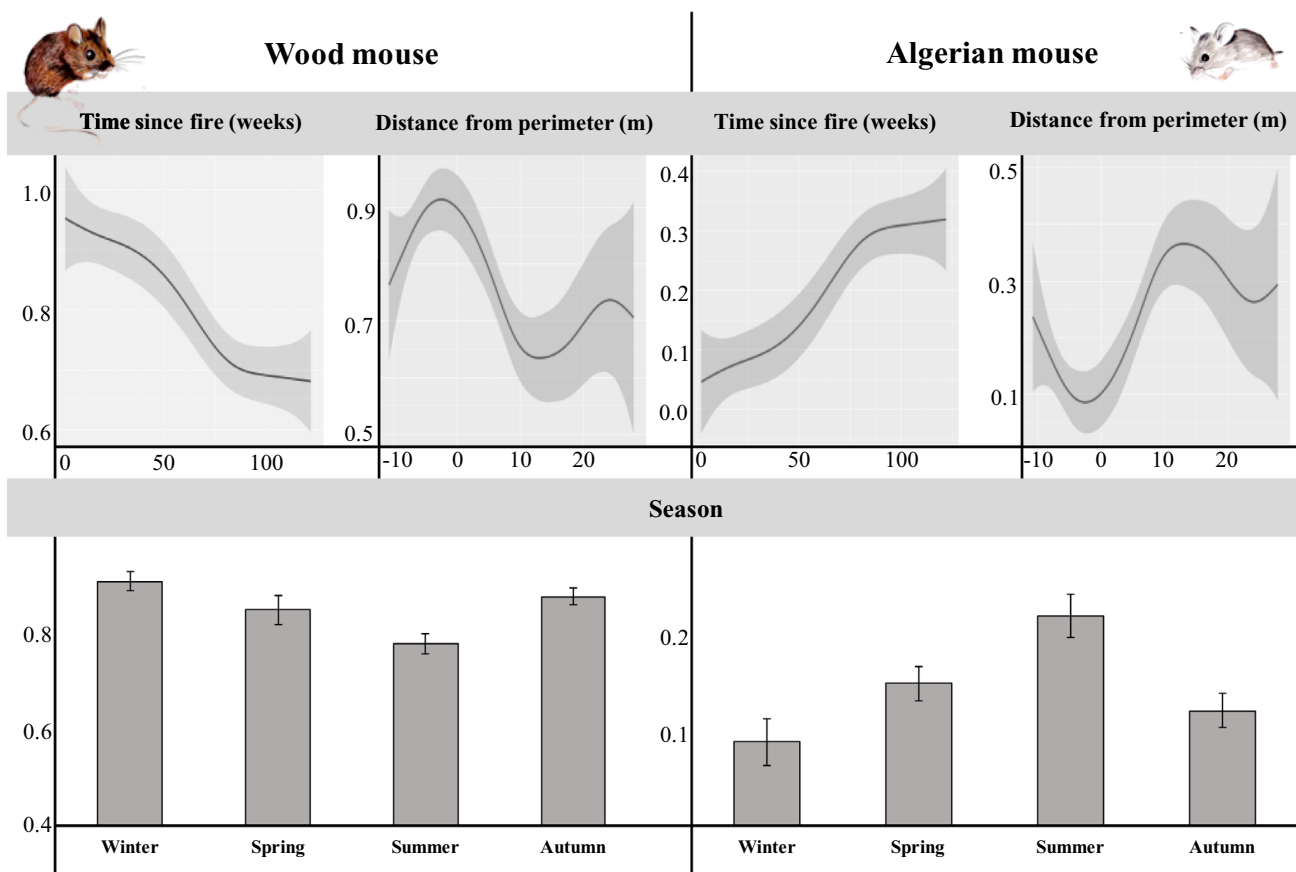 Wood mouse
Algerian mouse
Time since fire (weeks)
Distance from perimeter (m)
Time since fire (weeks)
Distance from perimeter (m)
1.0
0.8
0.6
0 50 100
0.9
0.7
0.5
-10 0 10 20
0.4
0.3
0.2
0.1
0.0
0 50 100
0.5
0.3
0.1
-10 0 10 20
Season
0.8
0.6
0.4
Winter Spring Summer Autumn
0.2
0.1
Winter Spring Summer Autumn